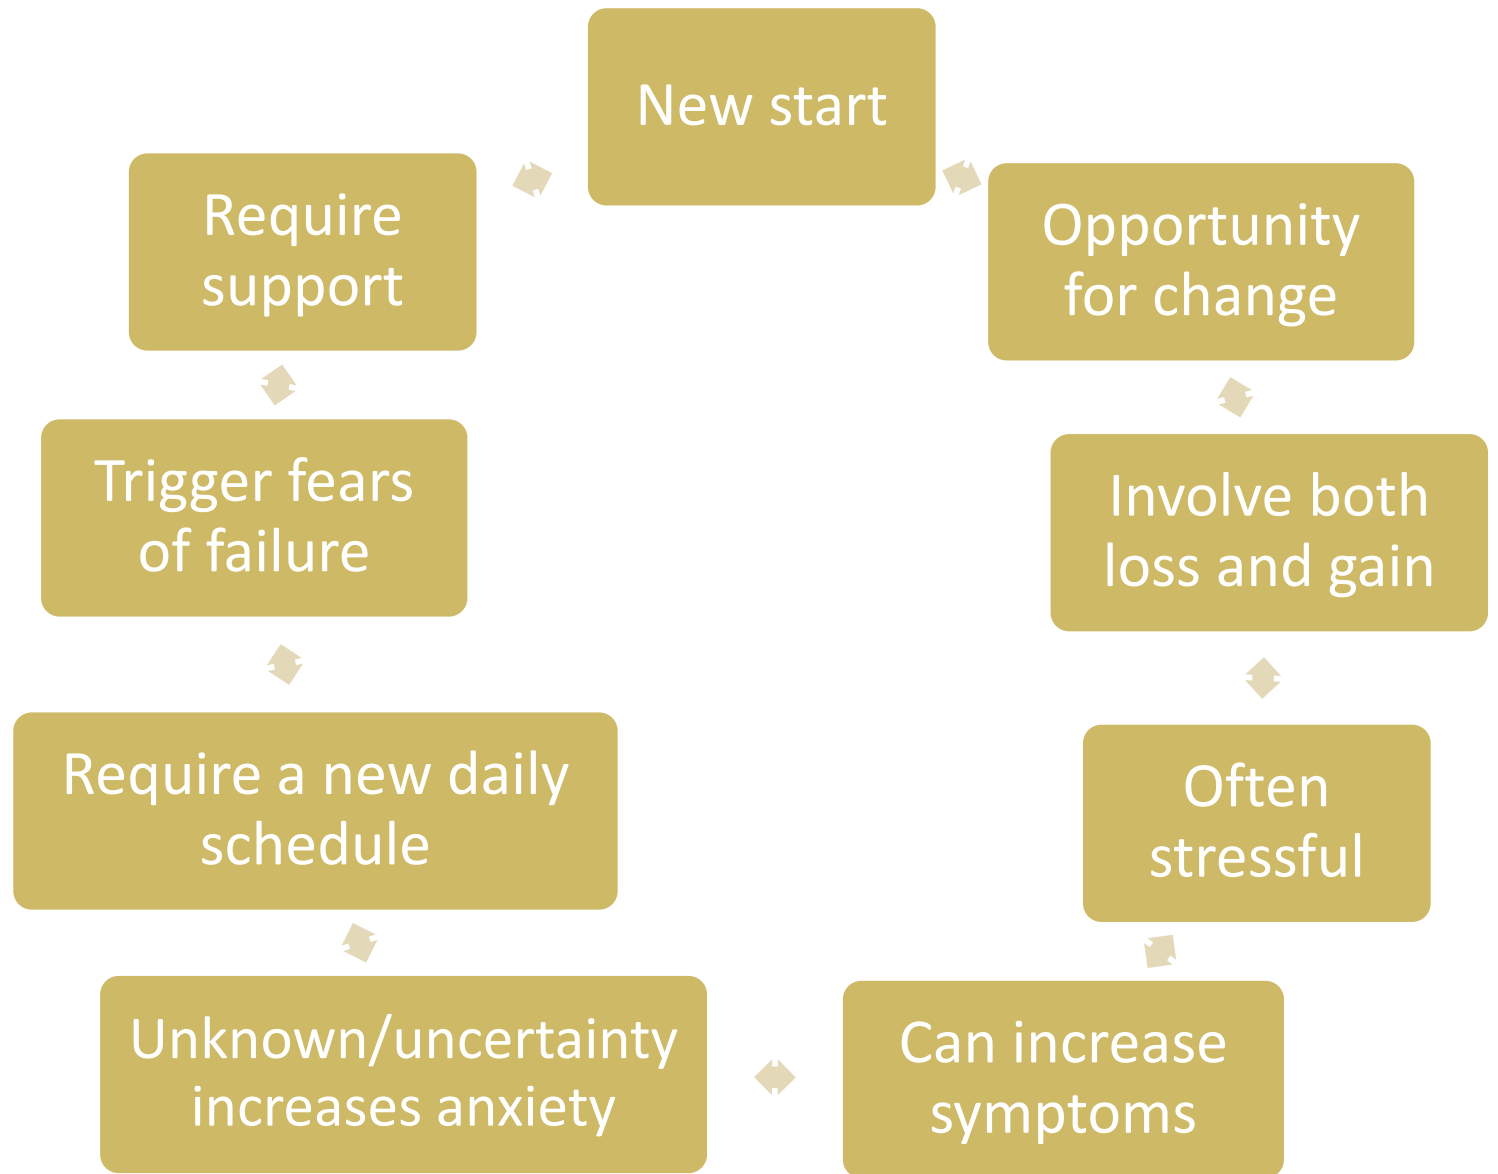 New start
Opportunity
for change
Involve both
loss and gain
Often
stressful
Can increase
symptoms
Unknown/uncertainty
increases anxiety
Require a new daily
schedule
Trigger fears
of failure
Require
support